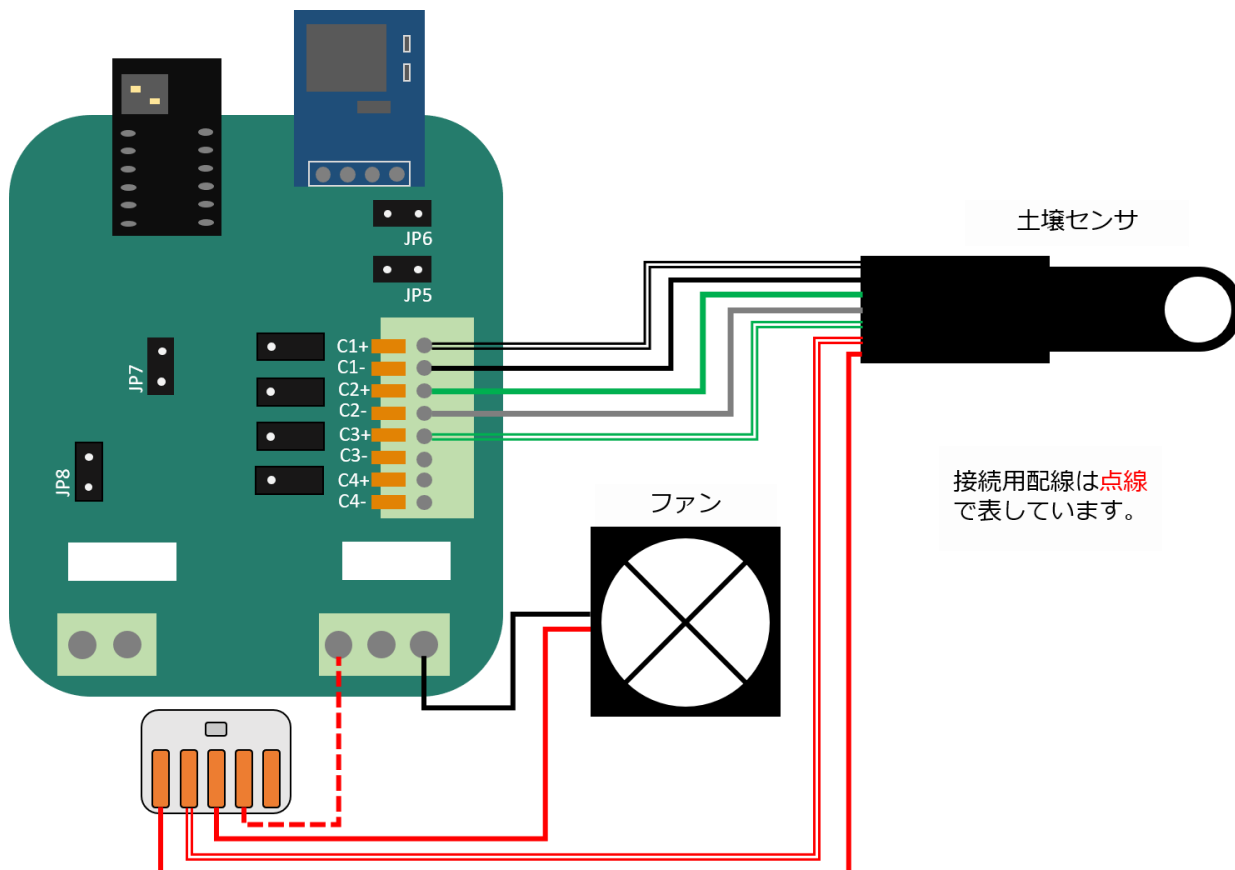 JP6
JP5
土壌センサ
C1+
C1-
C2+
C2-
C3+
C3-
C4+
C4-
JP7
JP8
接続用配線は点線
で表しています。
ファン